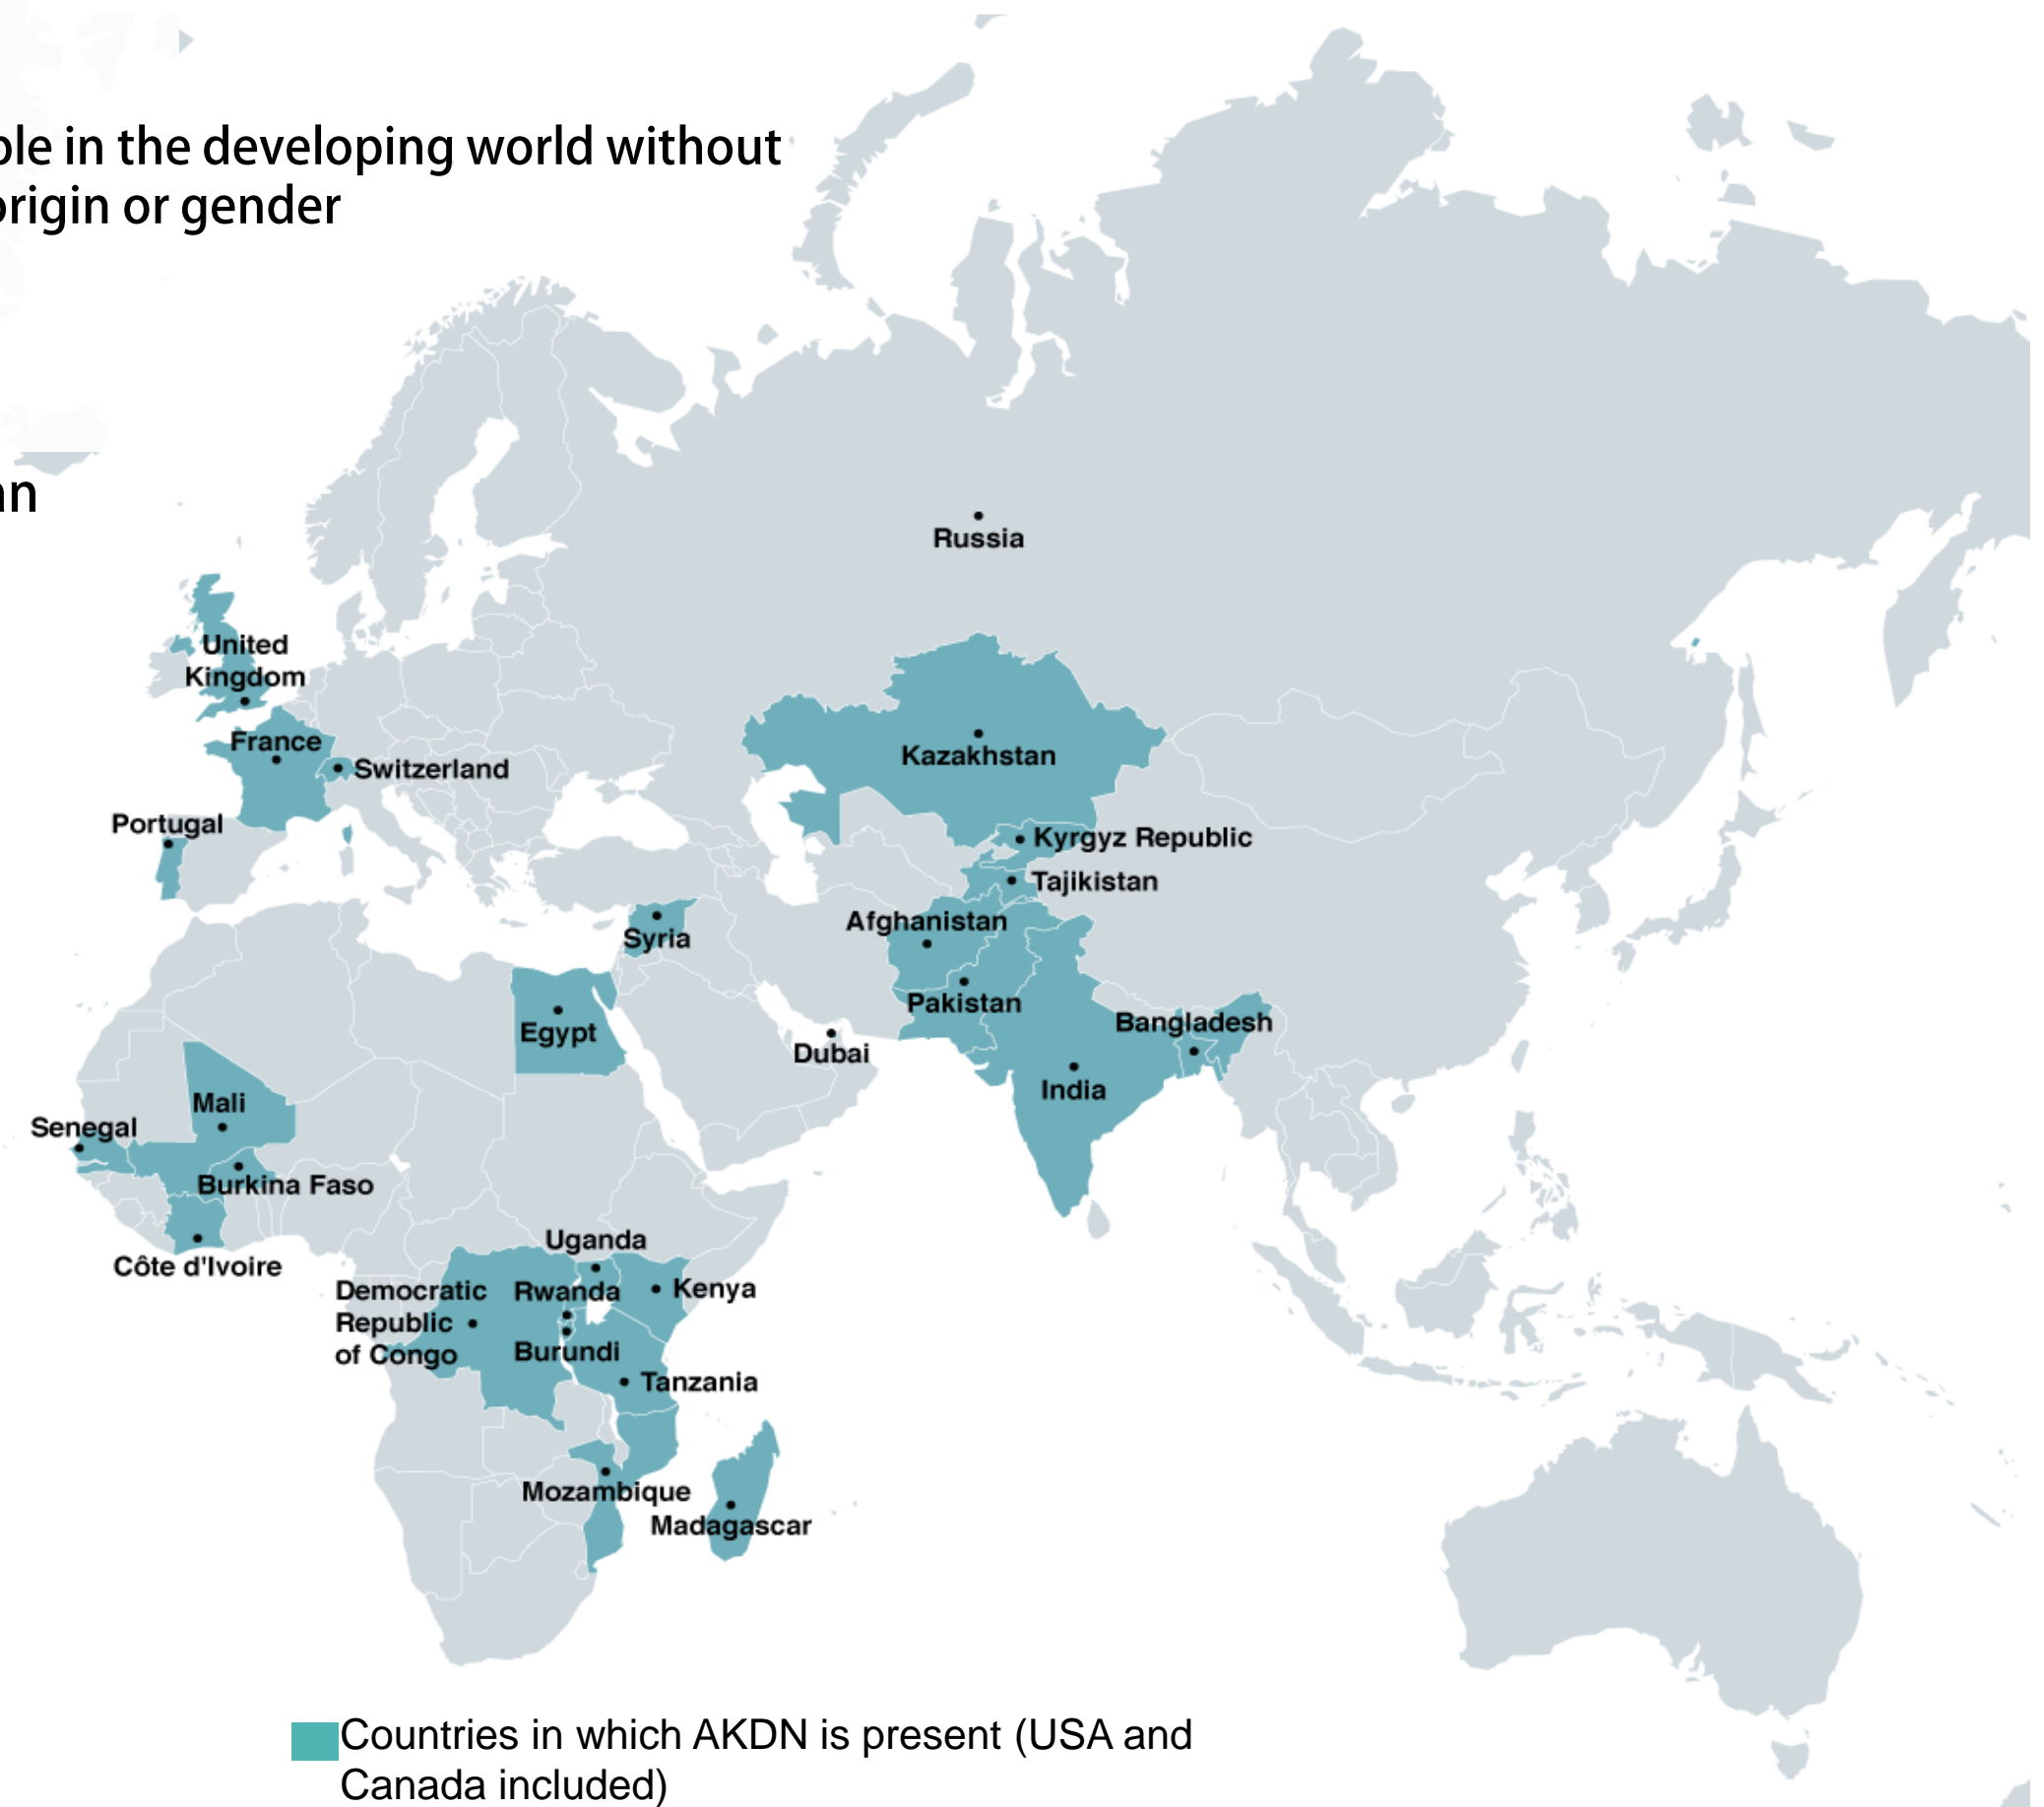 ple in the developing world without
origin or gender
an
Russia
United
Kingdom
France
Switzerland
Portugal
Kazakhstan
Kyrgyz Republic
Tajikistan
Afghanistan
Syria
Pakistan
Egypt
Bangladesh
Dubai
India
Mali
Senegal
Burkina Faso
Côte d'Ivoire
Uganda
Democratic
Republic
of Congo
Rwanda
Kenya
Burundi
Tanzania
Mozambique
Madagascar
Countries in which AKDN is present (USA and
Canada included)